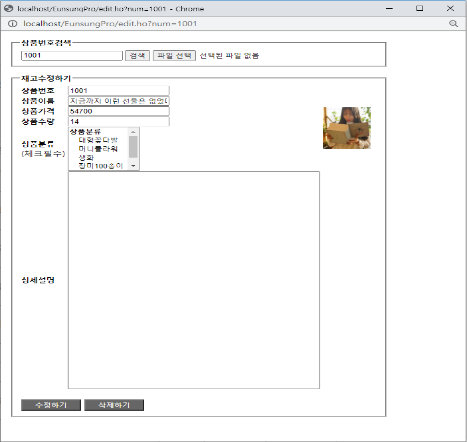 localhost/EunsungPro/edit.ho?num=1001 - Chrome
localhost/EunsungPro/edit.ho?num=1001
상품번호검색
1001 검색 파일 선택 선택된 파일 없음
재고수정하기
상품번호 1001
상품이름 지금까지 이런 선물은 없었다
상품가격 54700
상품수량 14
상품분류
(체크필수)
상품분류
대형꽃다발
미니플라워
생화
장미100송이
상세설명
수정하기 삭제하기